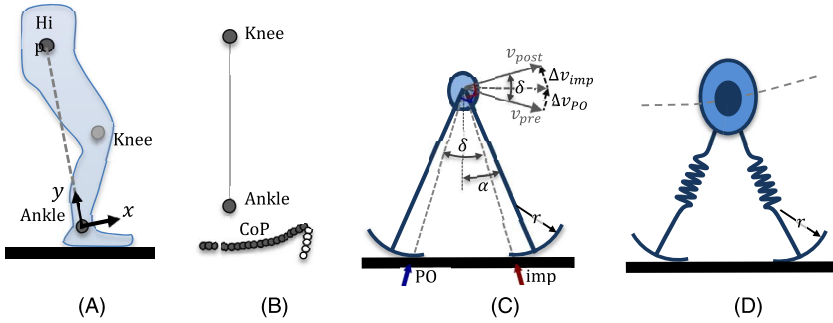 Hi
p
Knee
y
x
Ankle
(A)
Knee
Ankle
CoP
(B)
v_post
Δv_imp
δ
Δv_PO
v_pre
δ
α
r
PO
imp
(C)
r
(D)